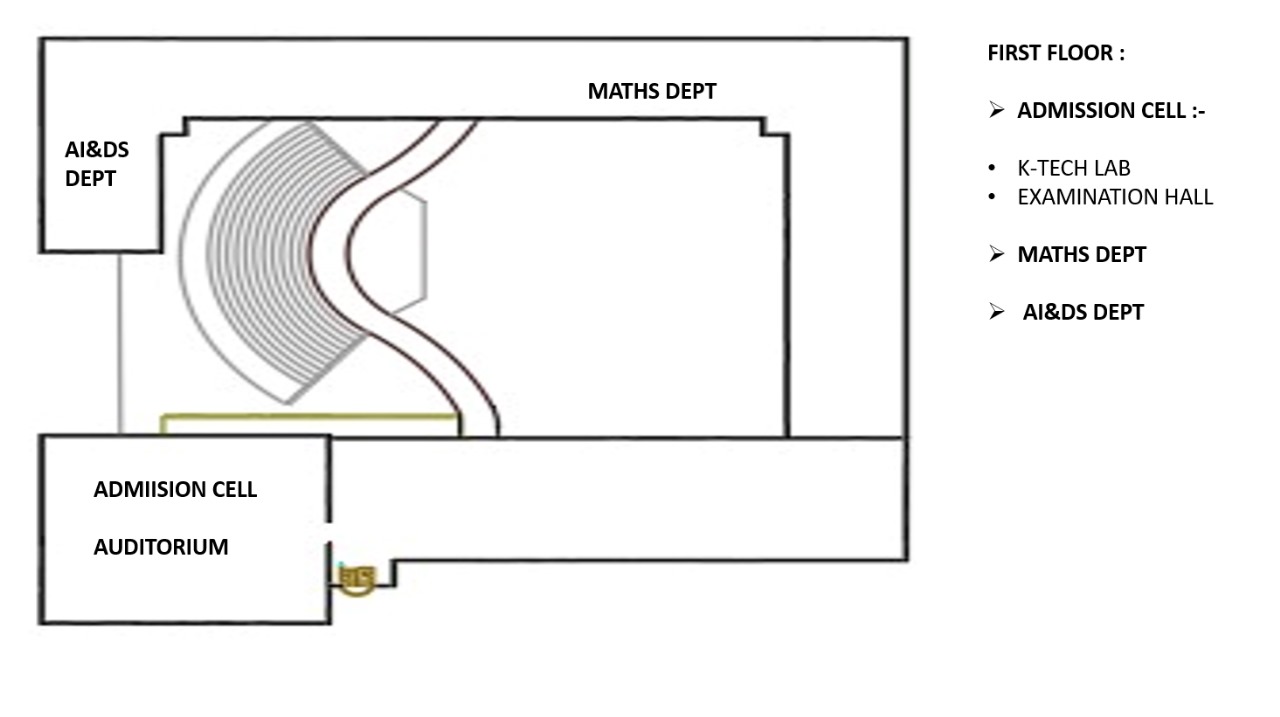 MATHS DEPT
AI&DS
DEPT
ADMIISION CELL
AUDITORIUM
FIRST FLOOR :
➢ ADMISSION CELL :-
• K-TECH LAB
• EXAMINATION HALL
➢ MATHS DEPT
➢ AI&DS DEPT